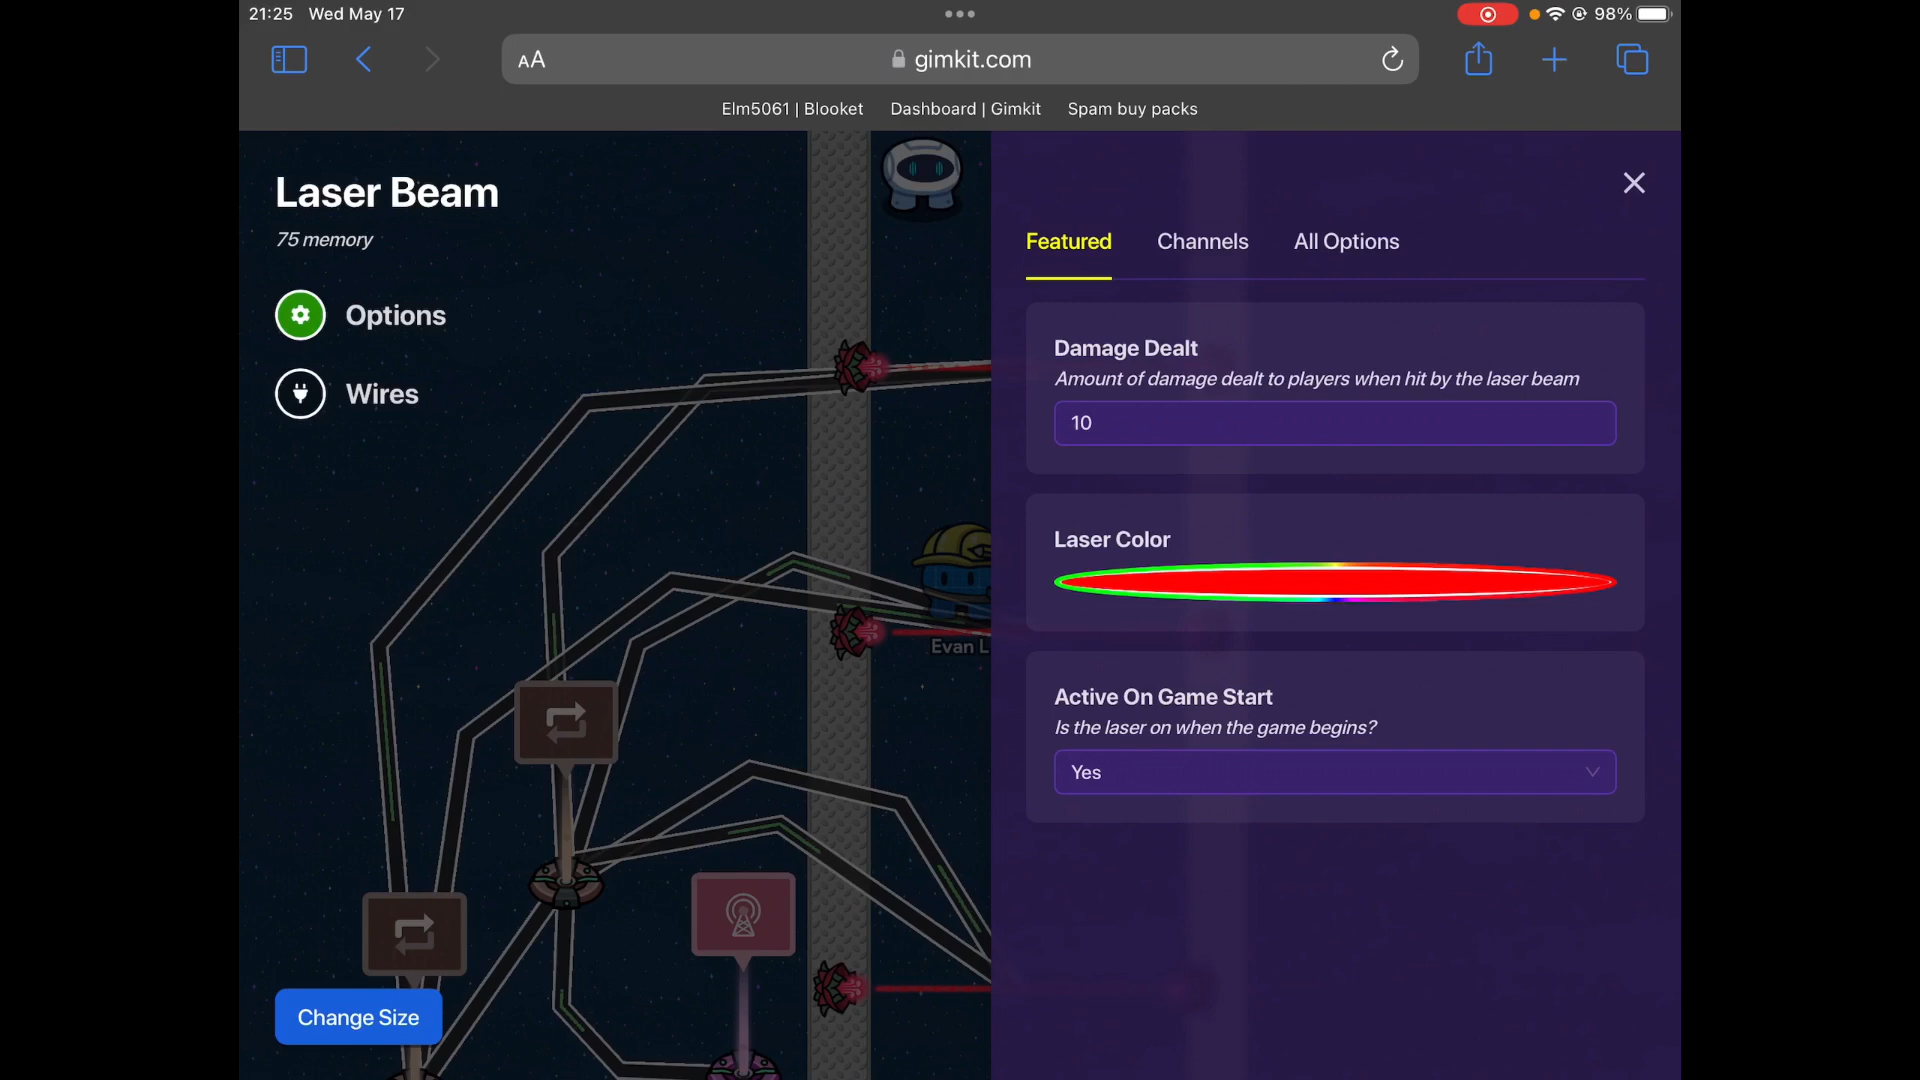 21:25 Wed May 17
98%
AA
gimkit.com
Elm5061 | Blooket
Dashboard | Gimkit
Spam buy packs
Laser Beam
75 memory
Options
Wires
Evan L
Change Size
Featured
Channels
All Options
Damage Dealt
Amount of damage dealt to players when hit by the laser beam
10
Laser Color
Active On Game Start
Is the laser on when the game begins?
Yes